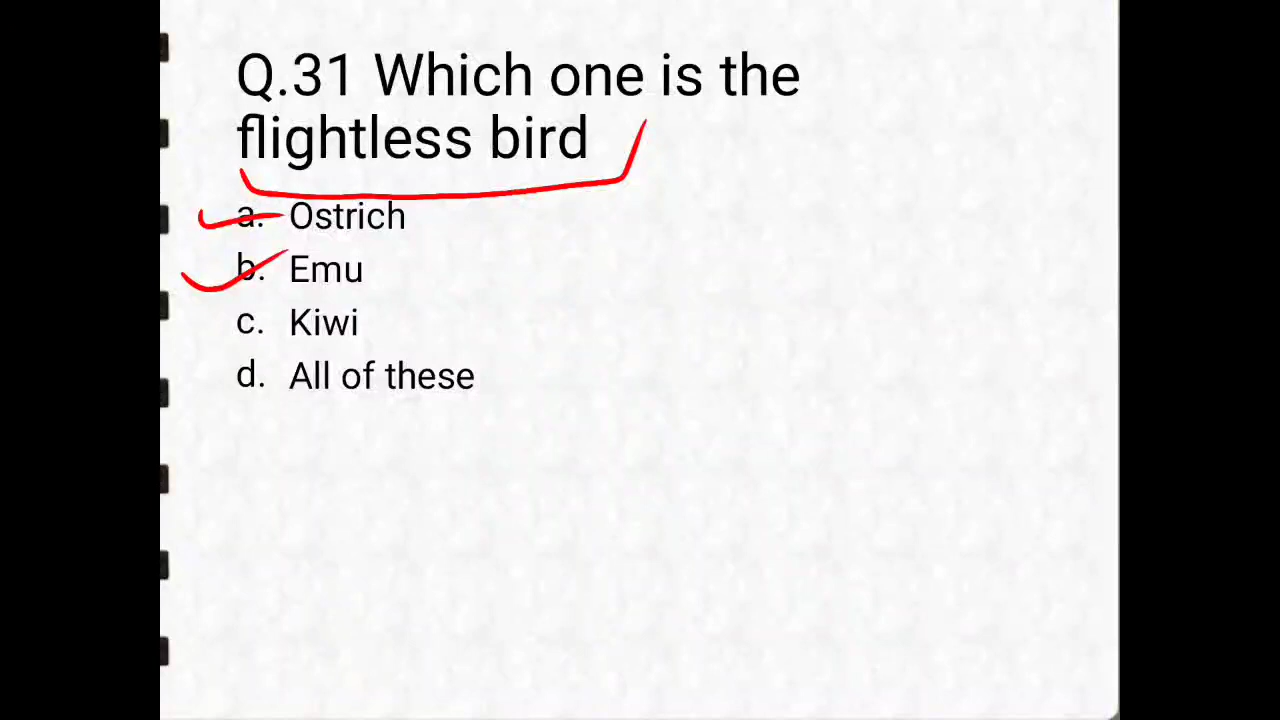 Q.31 Which one is the
flightless bird
a. Ostrich
b. Emu
c. Kiwi
d. All of these